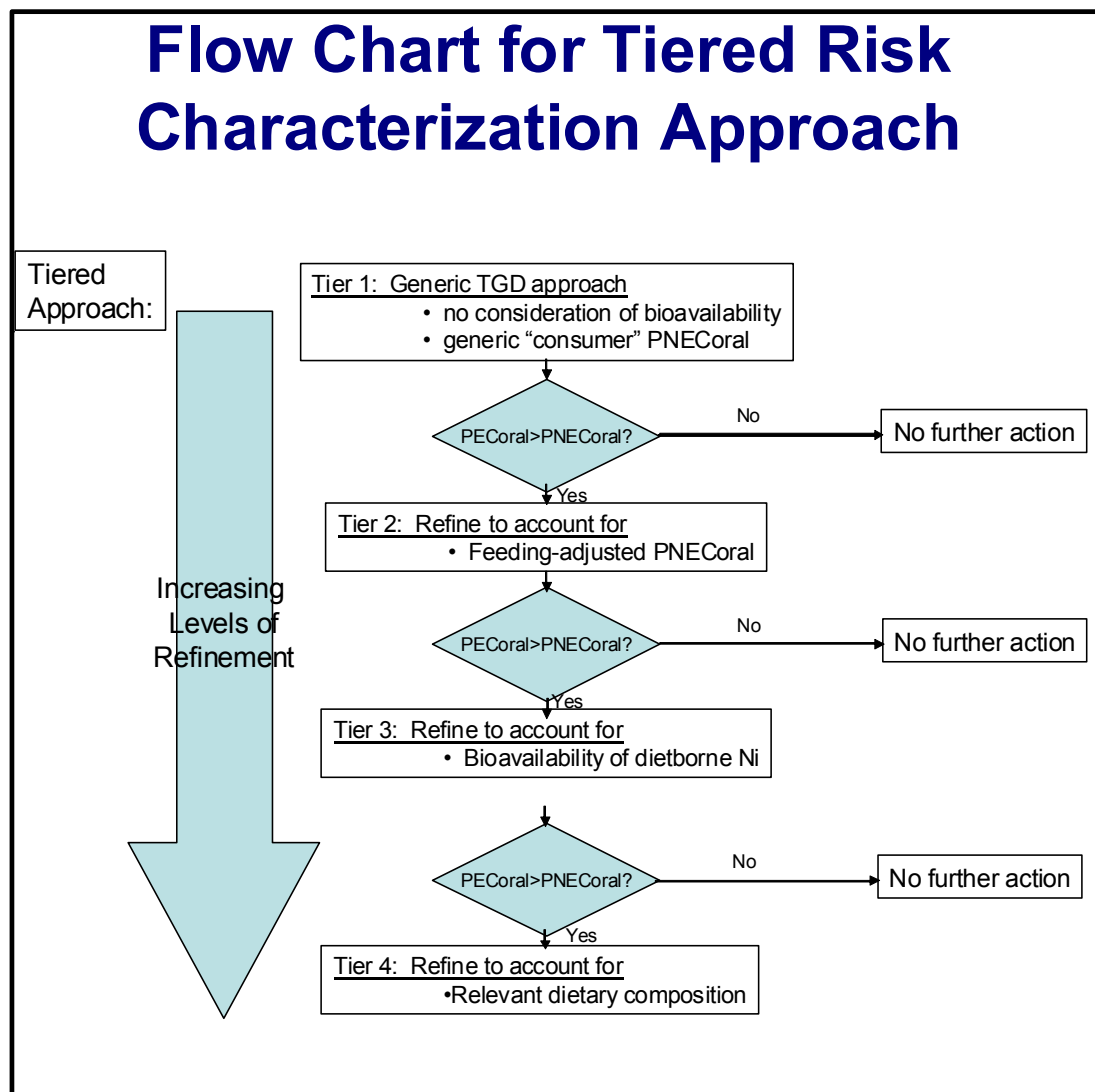 Flow Chart for Tiered Risk
Characterization Approach
Tiered
Approach:
Tier 1:  Generic TGD approach
• no consideration of bioavailability
• generic “consumer” PNECoral
PECoral>PNECoral?
No
No further action
Yes
Tier 2:  Refine to account for
• Feeding-adjusted PNECoral
Increasing
Levels of
Refinement
PECoral>PNECoral?
No
No further action
Yes
Tier 3:  Refine to account for
• Bioavailability of dietborne Ni
PECoral>PNECoral?
No
No further action
Yes
Tier 4:  Refine to account for
•Relevant dietary composition